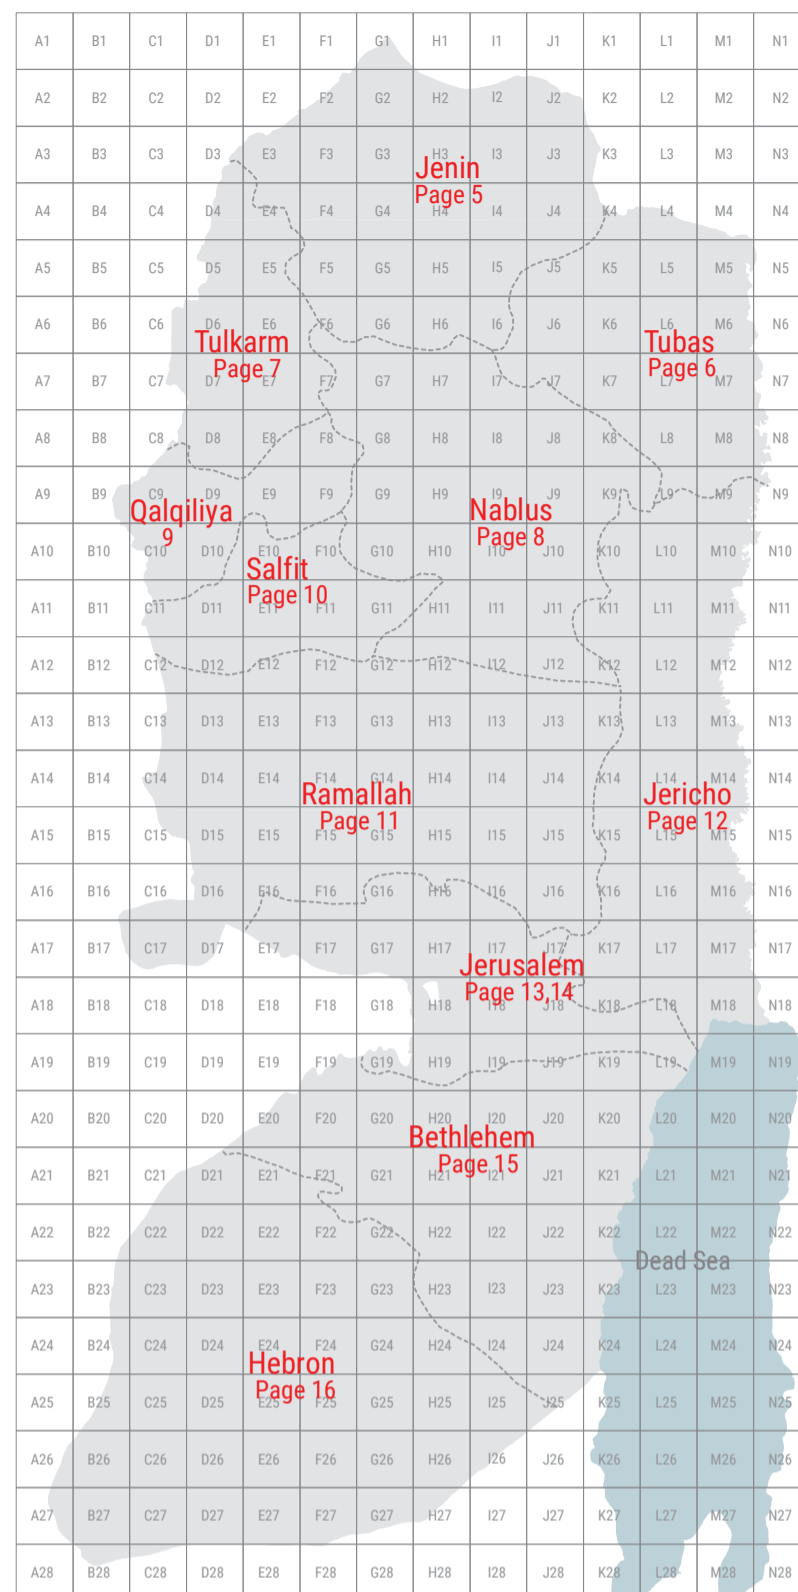 A1 B1 C1 D1 E1 F1 G1 H1 I1 J1 K1 L1 M1 N1
A2 B2 C2 D2 E2 F2 G2 H2 I2 J2 K2 L2 M2 N2
A3 B3 C3 D3 E3 F3 G3 H3 I3 J3 K3 L3 M3 N3
Jenin
Page 5
A4 B4 C4 D4 E4 F4 G4 H4 I4 J4 K4 L4 M4 N4
A5 B5 C5 D5 E5 F5 G5 H5 I5 J5 K5 L5 M5 N5
A6 B6 C6 D6 E6 F6 G6 H6 I6 J6 K6 L6 M6 N6
Tulkarm
Page 7
Tubas
Page 6
A7 B7 C7 D7 E7 F7 G7 H7 I7 J7 K7 L7 M7 N7
A8 B8 C8 D8 E8 F8 G8 H8 I8 J8 K8 L8 M8 N8
A9 B9 C9 D9 E9 F9 G9 H9 I9 J9 K9 L9 M9 N9
Qalqiliya
9
Nablus
Page 8
A10 B10 C10 D10 E10 F10 G10 H10 I10 J10 K10 L10 M10 N10
Salfit
Page 10
A11 B11 C11 D11 E11 F11 G11 H11 I11 J11 K11 L11 M11 N11
A12 B12 C12 D12 E12 F12 G12 H12 I12 J12 K12 L12 M12 N12
A13 B13 C13 D13 E13 F13 G13 H13 I13 J13 K13 L13 M13 N13
A14 B14 C14 D14 E14 F14 G14 H14 I14 J14 K14 L14 M14 N14
Ramallah
Page 11
Jericho
Page 12
A15 B15 C15 D15 E15 F15 G15 H15 I15 J15 K15 L15 M15 N15
A16 B16 C16 D16 E16 F16 G16 H16 I16 J16 K16 L16 M16 N16
A17 B17 C17 D17 E17 F17 G17 H17 I17 J17 K17 L17 M17 N17
Jerusalem
Page 13,14
A18 B18 C18 D18 E18 F18 G18 H18 I18 J18 K18 L18 M18 N18
A19 B19 C19 D19 E19 F19 G19 H19 I19 J19 K19 L19 M19 N19
A20 B20 C20 D20 E20 F20 G20 H20 I20 J20 K20 L20 M20 N20
Bethlehem
Page 15
A21 B21 C21 D21 E21 F21 G21 H21 I21 J21 K21 L21 M21 N21
A22 B22 C22 D22 E22 F22 G22 H22 I22 J22 K22 L22 M22 N22
Dead Sea
A23 B23 C23 D23 E23 F23 G23 H23 I23 J23 K23 L23 M23 N23
A24 B24 C24 D24 E24 F24 G24 H24 I24 J24 K24 L24 M24 N24
Hebron
Page 16
A25 B25 C25 D25 E25 F25 G25 H25 I25 J25 K25 L25 M25 N25
A26 B26 C26 D26 E26 F26 G26 H26 I26 J26 K26 L26 M26 N26
A27 B27 C27 D27 E27 F27 G27 H27 I27 J27 K27 L27 M27 N27
A28 B28 C28 D28 E28 F28 G28 H28 I28 J28 K28 L28 M28 N28